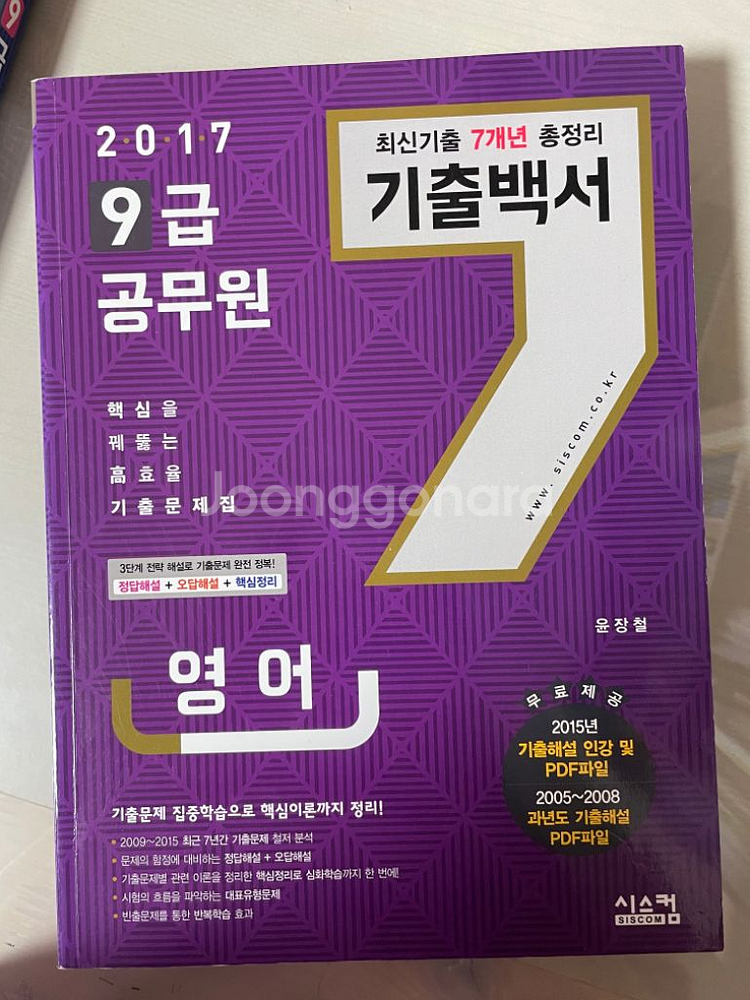 2·0·1·7
9급
공무원
최신기출 7개년 총정리
기출백서
7
www.siscom.co.kr
핵심을
꿰뚫는
高효율
기출문제집
Joonggonara
3단계 전략 해설로 기출문제 완전 정복!
정답해설 + 오답해설 + 핵심정리
윤장철
영어
무료제공
2015년
기출해설 인강 및
PDF파일
2005~2008
과년도 기출해설
PDF파일
기출문제 집중학습으로 핵심이론까지 정리!
• 2009~2015 최근 7년간 기출문제 철저 분석
• 문제의 함정에 대비하는 정답해설 + 오답해설
• 기출문제별 관련 이론을 정리한 핵심정리로 심화학습까지 한 번에!
• 시험의 흐름을 파악하는 대표유형문제
• 빈출문제를 통한 반복학습 효과
시스컴
SISCOM